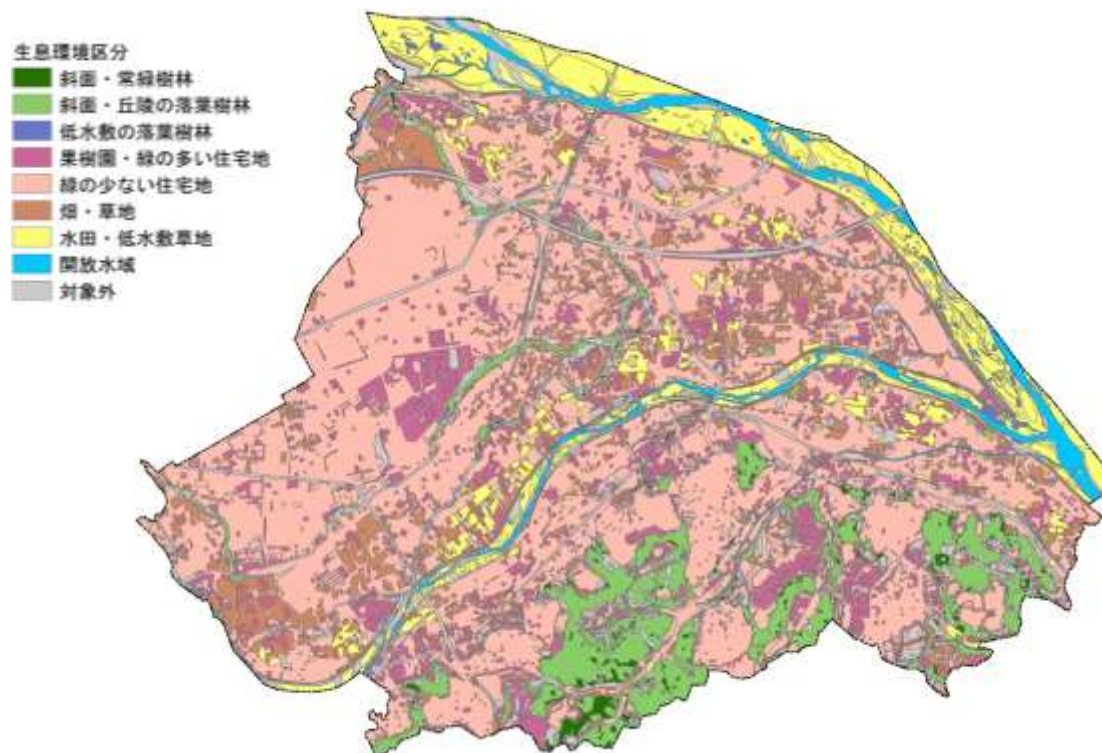 生息環境区分
斜面・常緑樹林
斜面・丘陵の落葉樹林
低水敷の落葉樹林
果樹園・緑の多い住宅地
緑の少ない住宅地
畑・草地
水田・低水敷草地
開放水域
対象外